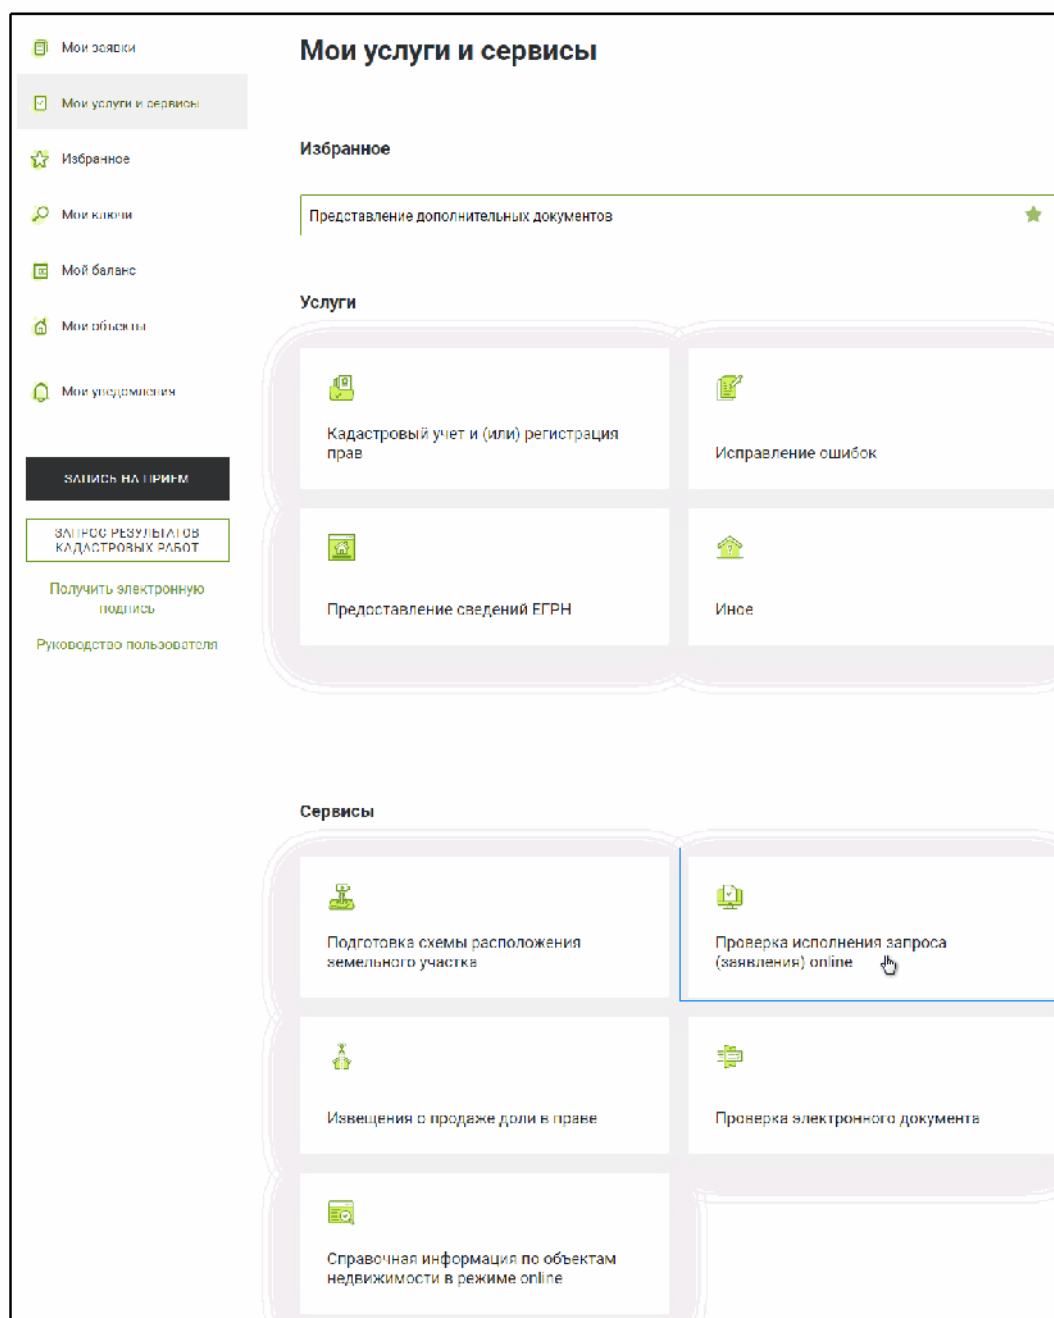 Мои заявки
Мои услуги и сервисы
Избранное
Мои ключи
Мой баланс
Мои объекты
Мои уведомления
ЗАПИСЬ НА ПРИЕМ
ЗАПРОС РЕЗУЛЬТАТОВ
КАДАСТРОВЫХ РАБОТ
Получить электронную
подпись
Руководство пользователя
Мои услуги и сервисы
Избранное
Представление дополнительных документов
Услуги
Кадастровый учет и (или) регистрация
прав
Исправление ошибок
Предоставление сведений ЕГРН
Иное
Сервисы
Подготовка схемы расположения
земельного участка
Проверка исполнения запроса
(заявления) online
Извещения о продаже доли в праве
Проверка электронного документа
Справочная информация по объектам
недвижимости в режиме online